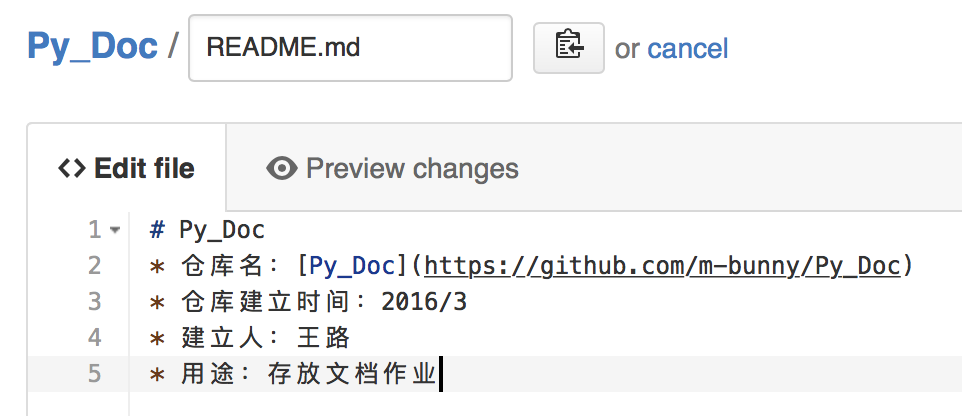 Py_Doc / README.md or cancel
Edit file Preview changes
1 # Py_Doc
2 * 仓库名：[Py_Doc](https://github.com/m-bunny/Py_Doc)
3 * 仓库建立时间：2016/3
4 * 建立人：王路
5 * 用途：存放文档作业